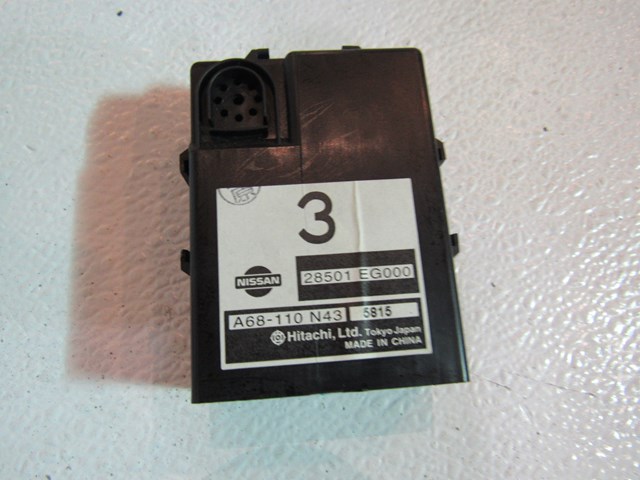 3
NISSAN
28501 EG000
A68-110 N43 5815
Hitachi, Ltd. Tokyo Japan
MADE IN CHINA